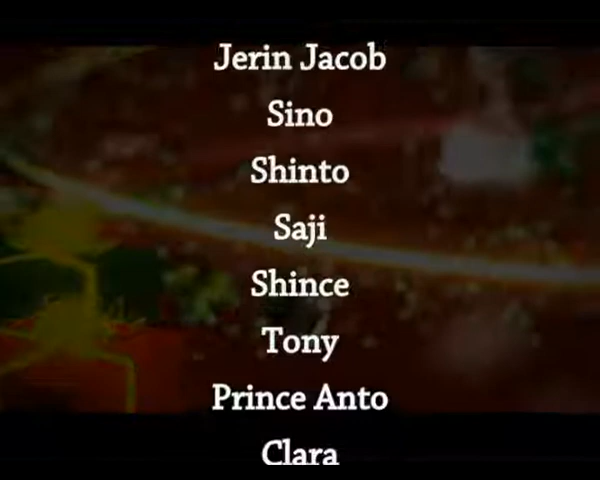 Jerin Jacob
Sino
Shinto
Saji
Shince
Tony
Prince Anto
Clara